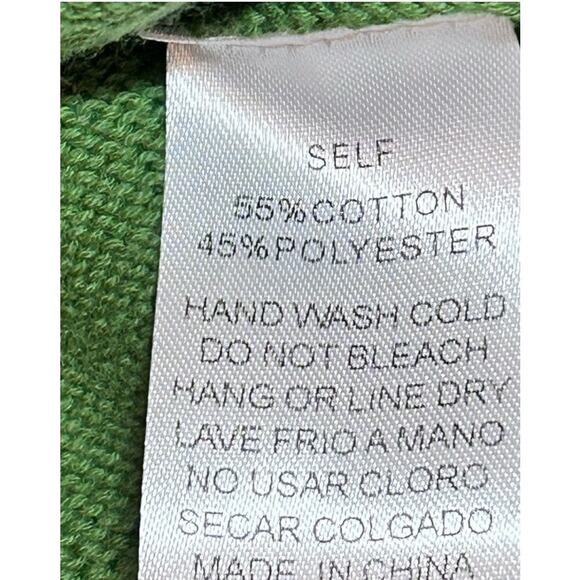 SELF
55%COTTON
45%POLYESTER
HAND WASH COLD
DO NOT BLEACH
HANG OR LINE DRY
LAVE FRIO A MANO
NO USAR CLORO
SECAR COLGADO
MADE IN CHINA